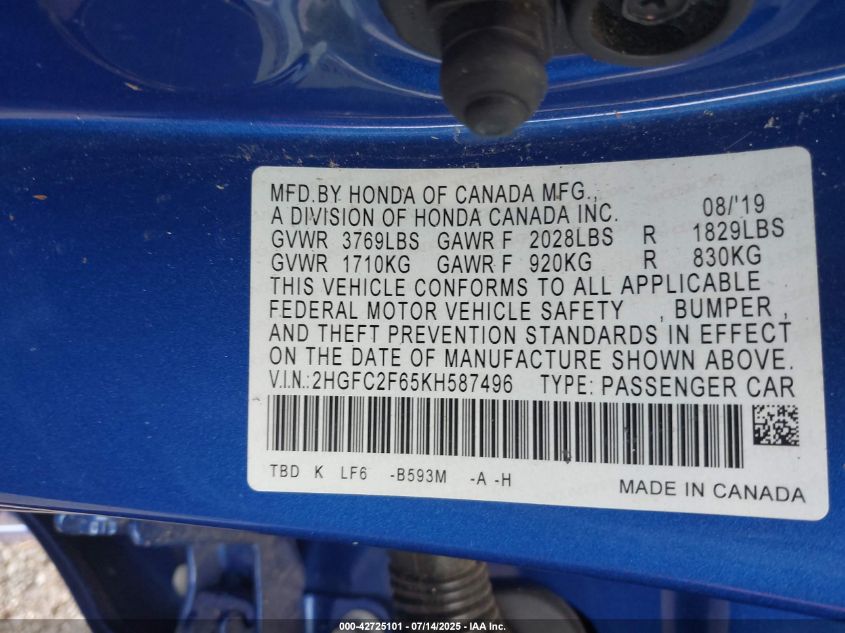 MFD.BY HONDA OF CANADA MFG.,
A DIVISION OF HONDA CANADA INC. 08/'19
GVWR 3769LBS GAWR F 2028LBS R 1829LBS
GVWR 1710KG GAWR F 920KG R 830KG
THIS VEHICLE CONFORMS TO ALL APPLICABLE
FEDERAL MOTOR VEHICLE SAFETY , BUMPER ,
AND THEFT PREVENTION STANDARDS IN EFFECT
ON THE DATE OF MANUFACTURE SHOWN ABOVE.
V.I.N.:2HGFC2F65KH587496 TYPE: PASSENGER CAR
TBD K LF6 -B593M -A -H
MADE IN CANADA
000-42725101 - 07/14/2025 - IAA Inc.